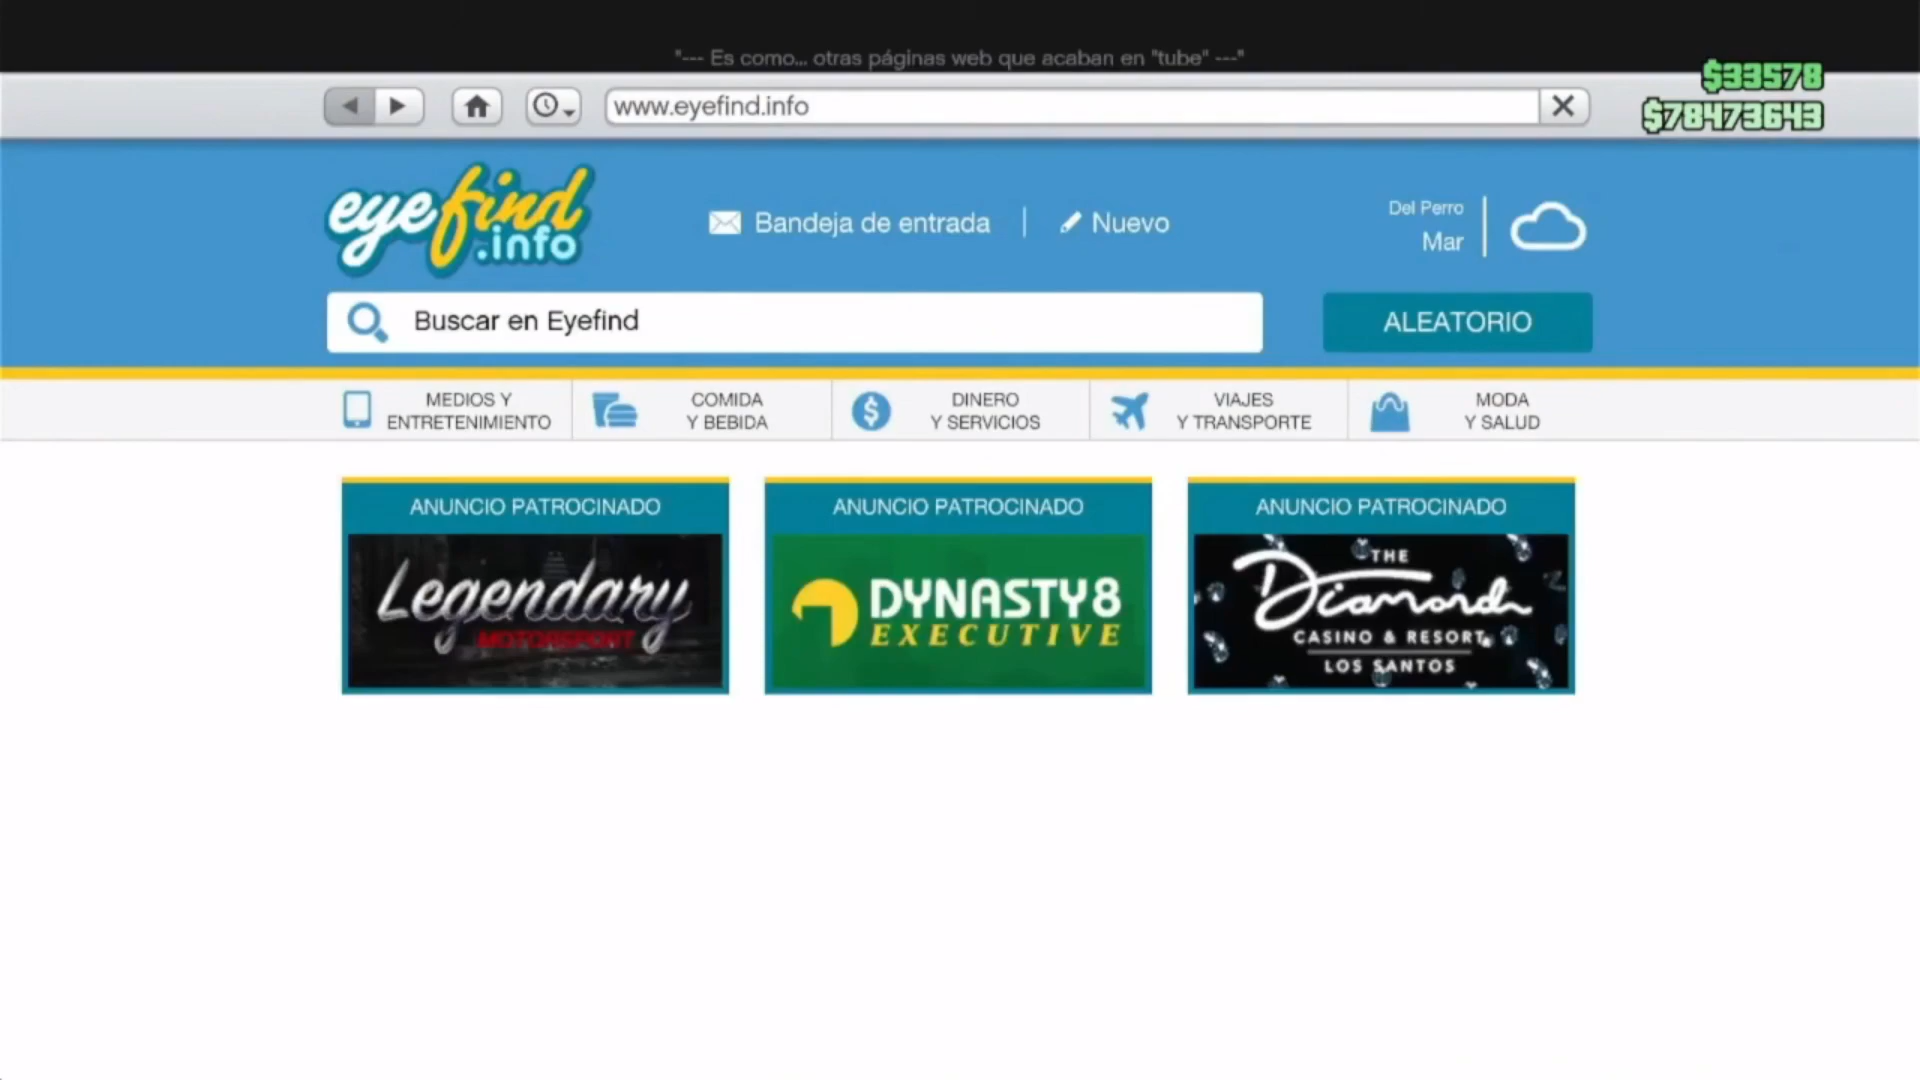 "--- Es como... otras páginas web que acaban en "tube" ---"
$33578
www.eyefind.info
$78473643
eyefind
.info
Bandeja de entrada | Nuevo
Del Perro
Mar
Buscar en Eyefind
ALEATORIO
MEDIOS Y
ENTRETENIMIENTO
COMIDA
Y BEBIDA
DINERO
Y SERVICIOS
VIAJES
Y TRANSPORTE
MODA
Y SALUD
ANUNCIO PATROCINADO
Legendary
MOTORSPORT
ANUNCIO PATROCINADO
DYNASTY8
EXECUTIVE
ANUNCIO PATROCINADO
THE
Diamond
CASINO & RESORT
LOS SANTOS